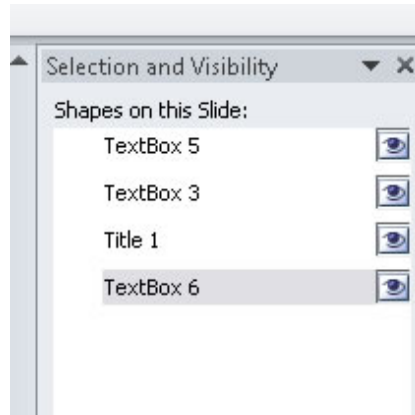 Selection and Visibility
Shapes on this Slide:
TextBox 5
TextBox 3
Title 1
TextBox 6